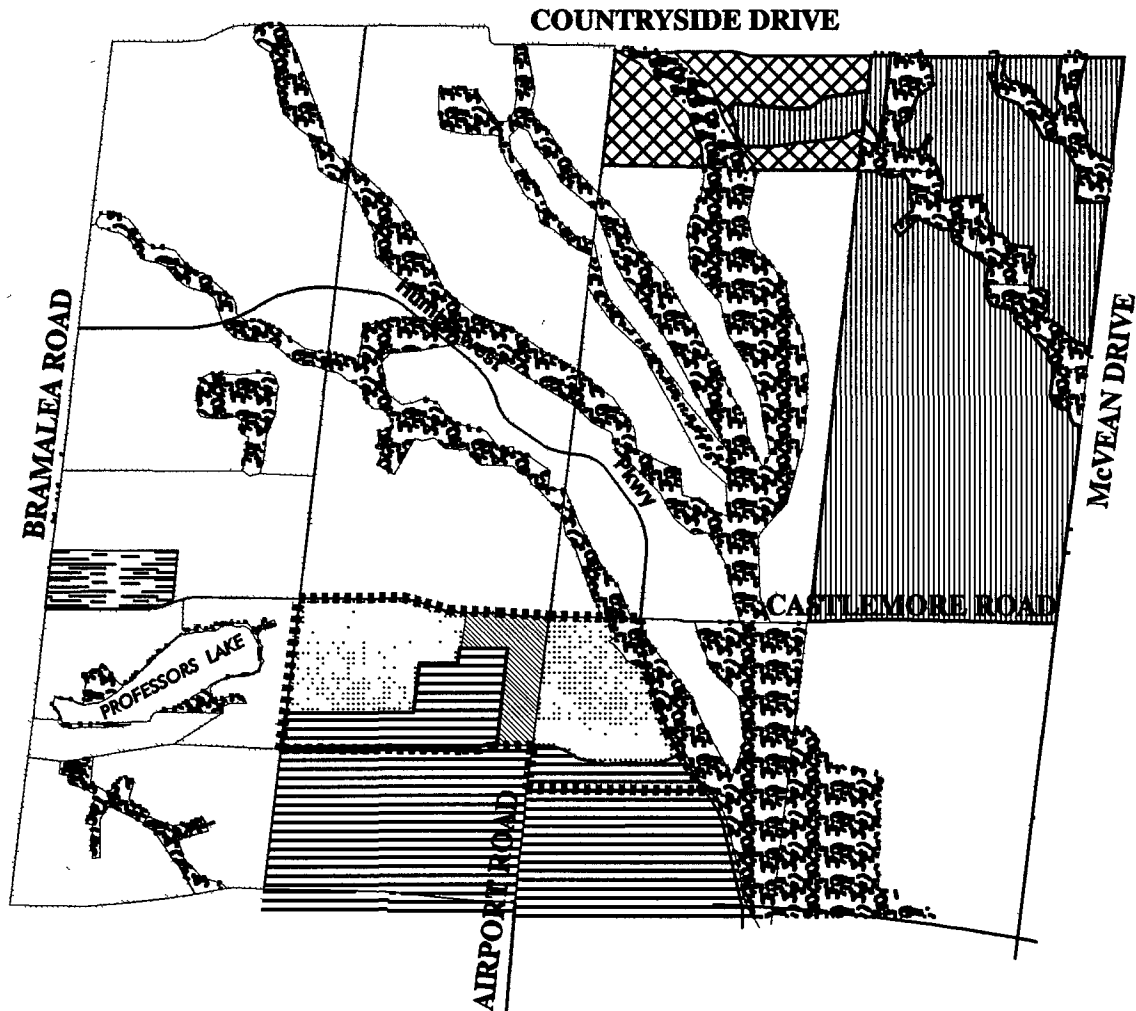 COUNTRYSIDE DRIVE
BRAMALEA ROAD
McVEAN DRIVE
Pkwy
CASTLEMORE ROAD
PROFESSORS LAKE
AIRPORT ROAD